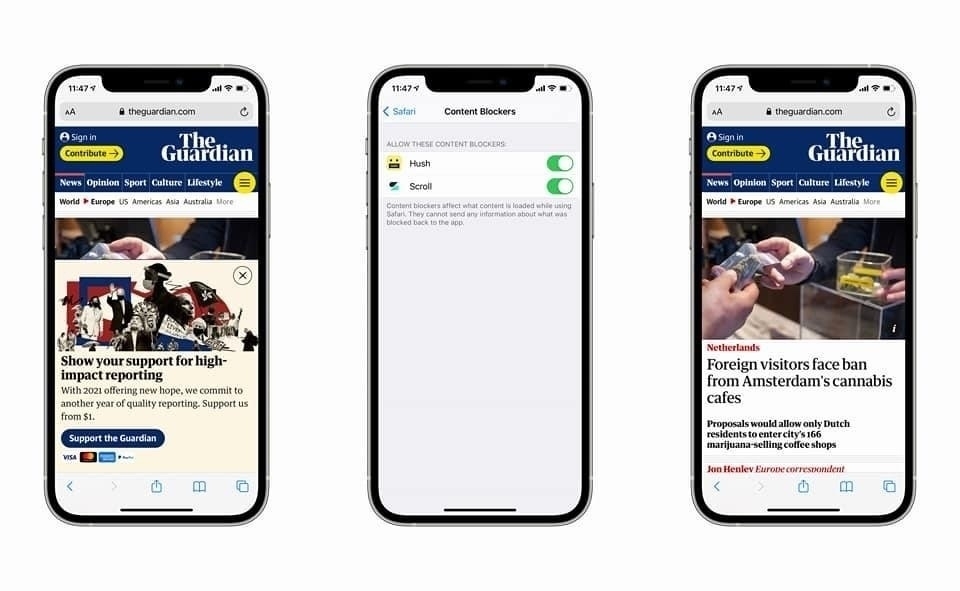 11:47
AA theguardian.com
Sign in
Contribute
The
Guardian
News Opinion Sport Culture Lifestyle
World Europe US Americas Asia Australia More
Show your support for high-
impact reporting
With 2021 offering new hope, we commit to
another year of quality reporting. Support us
from $1.
Support the Guardian
VISA PayPal
11:47
Safari Content Blockers
ALLOW THESE CONTENT BLOCKERS:
Hush
Scroll
Content blockers affect what content is loaded while using
Safari. They cannot send any information about what was
blocked back to the app.
11:47
AA theguardian.com
Sign in
Contribute
The
Guardian
News Opinion Sport Culture Lifestyle
World Europe US Americas Asia Australia More
i
Netherlands
Foreign visitors face ban
from Amsterdam's cannabis
cafes
Proposals would allow only Dutch
residents to enter city's 166
marijuana-selling coffee shops
Jon Henley Europe correspondent